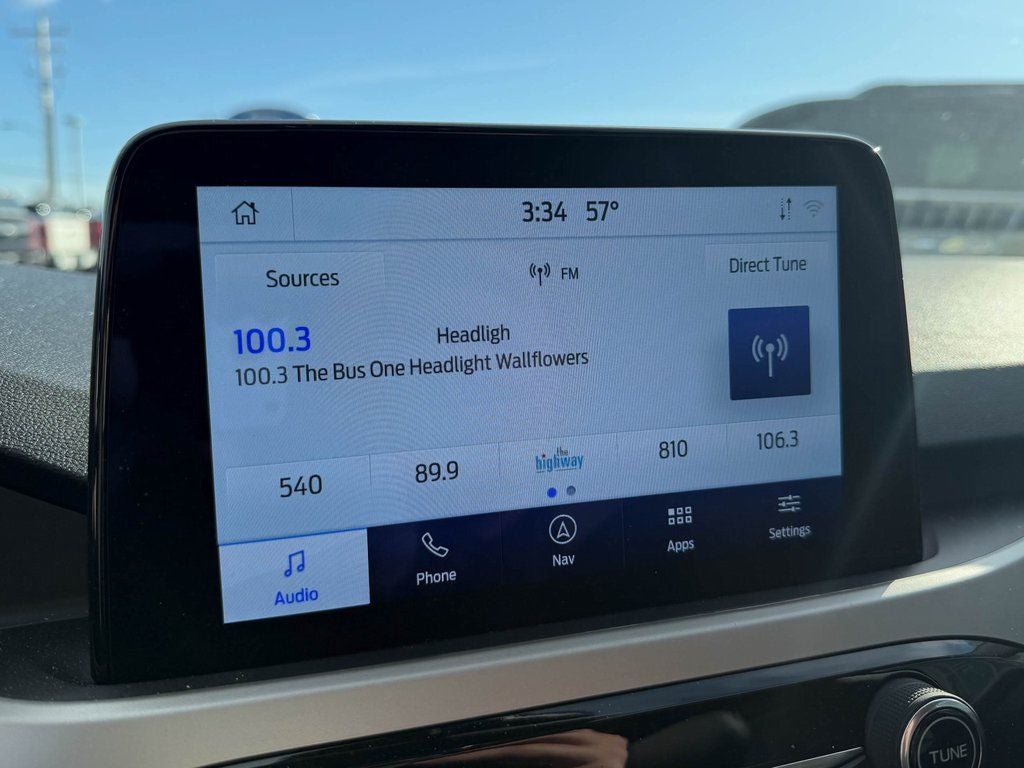 3:34 57°
Sources
FM
Direct Tune
100.3
Headligh
100.3 The Bus One Headlight Wallflowers
540
89.9
the
highway
810
106.3
Audio
Phone
Nav
Apps
Settings
TUNE